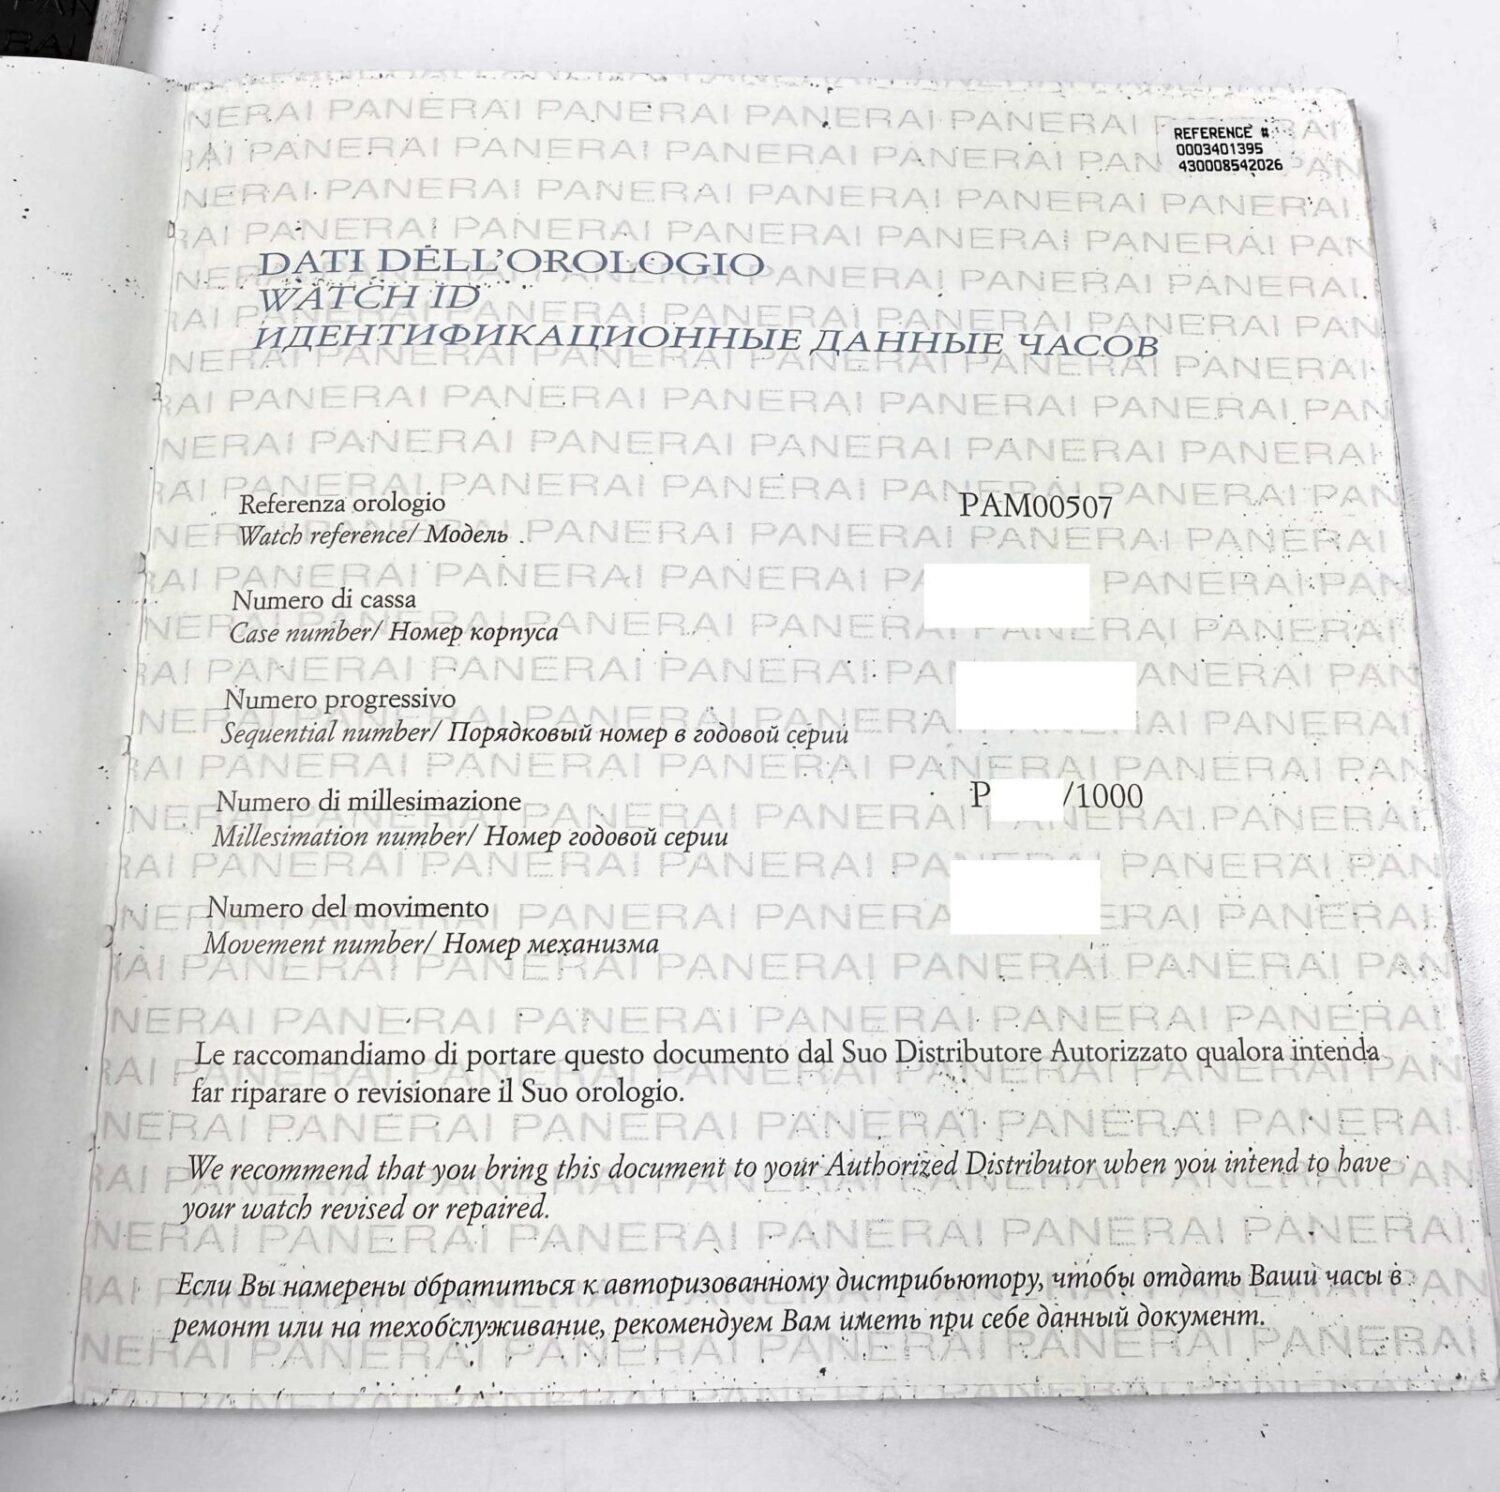 REFERENCE #
0003401395
430008542026
DATI DELL'OROLOGIO
WATCH ID
ИДЕНТИФИКАЦИОННЫЕ ДАННЫЕ ЧАСОВ
Referenza orologio
Watch reference/ Модель
PAM00507
Numero di cassa
Case number/ Номер корпуса
Numero progressivo
Sequential number/ Порядковый номер в годовой серии
Numero di millesimazione
P /1000
Millesimation number/ Номер годовой серии
Numero del movimento
Movement number/ Номер механизма
Le raccomandiamo di portare questo documento dal Suo Distributore Autorizzato qualora intenda
far riparare o revisionare il Suo orologio.
We recommend that you bring this document to your Authorized Distributor when you intend to have
your watch revised or repaired.
Если Вы намерены обратиться к авторизованному дистрибьютору, чтобы отдать Ваши часы в
ремонт или на техобслуживание, рекомендуем Вам иметь при себе данный документ.